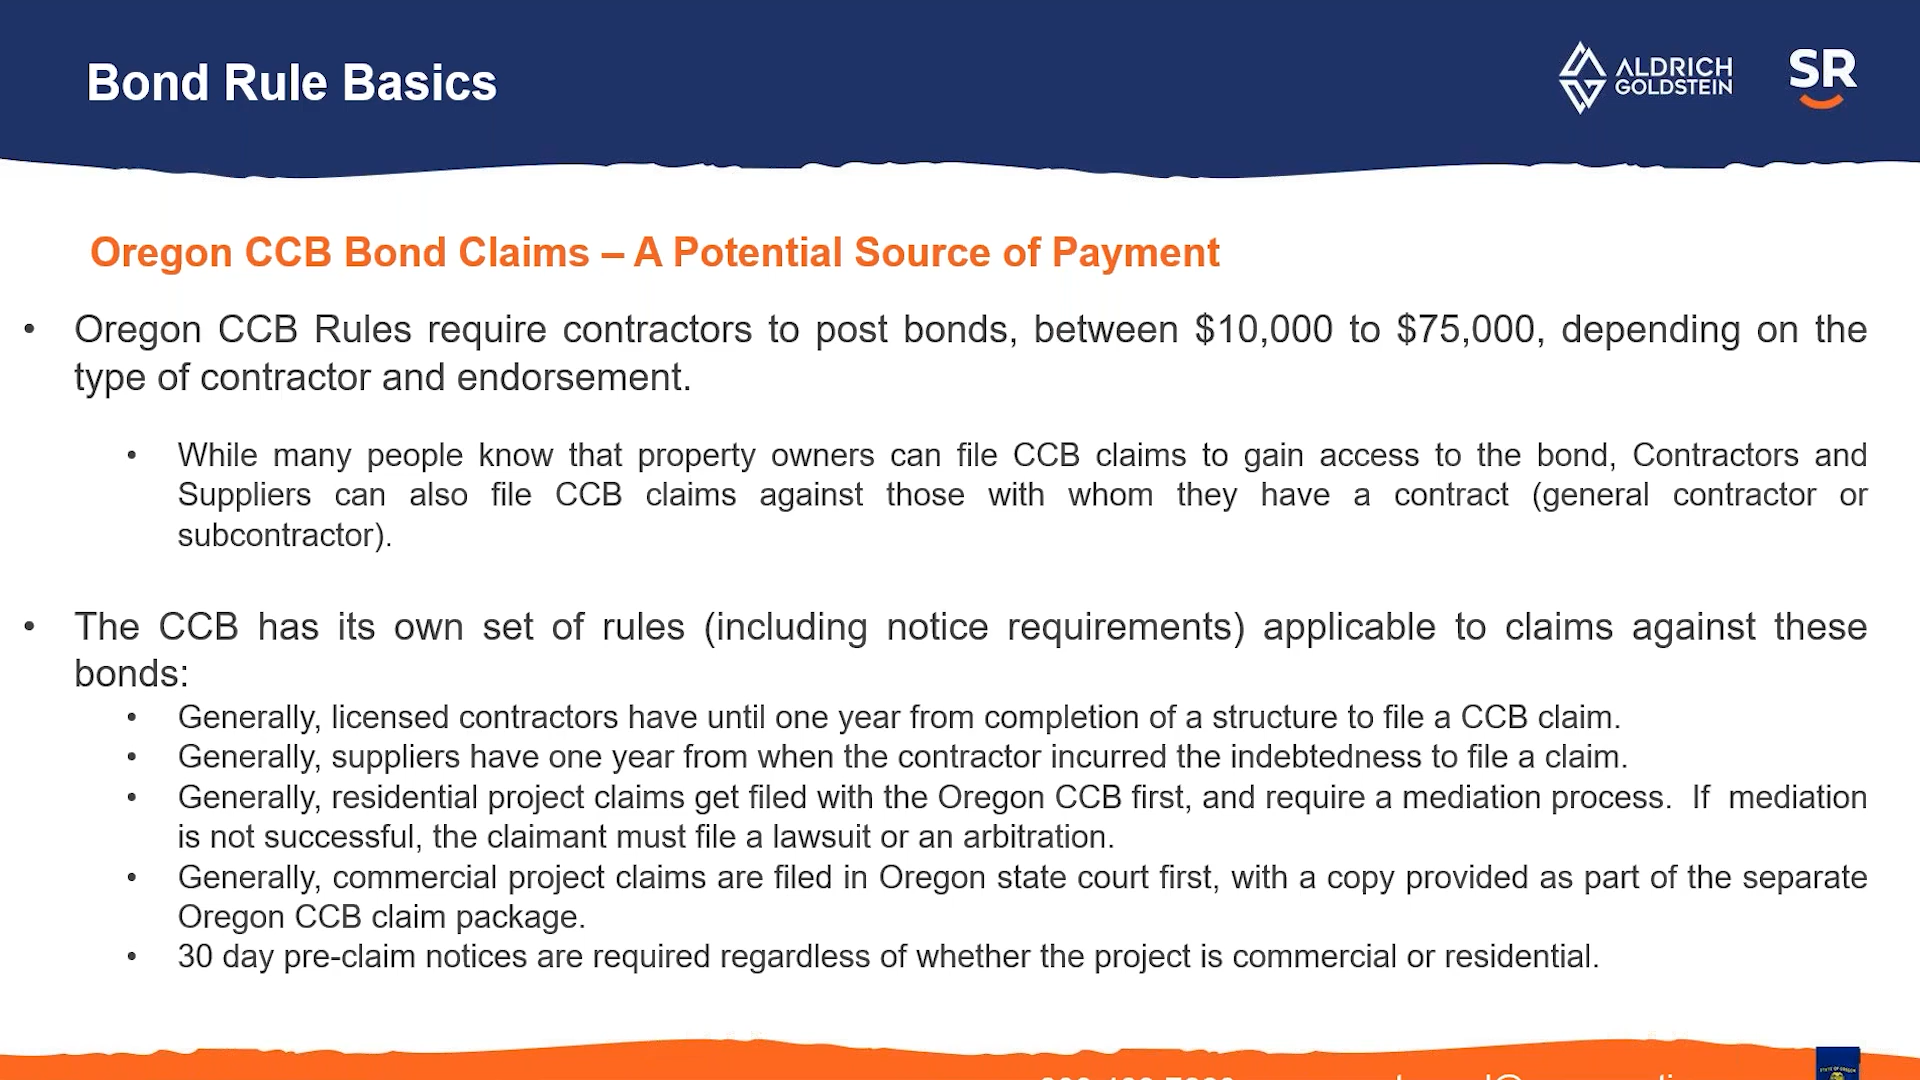 Bond Rule Basics
ALDRICH
GOLDSTEIN
SR
Oregon CCB Bond Claims – A Potential Source of Payment
• Oregon CCB Rules require contractors to post bonds, between $10,000 to $75,000, depending on the
type of contractor and endorsement.
• While many people know that property owners can file CCB claims to gain access to the bond, Contractors and
Suppliers can also file CCB claims against those with whom they have a contract (general contractor or
subcontractor).
• The CCB has its own set of rules (including notice requirements) applicable to claims against these
bonds:
• Generally, licensed contractors have until one year from completion of a structure to file a CCB claim.
• Generally, suppliers have one year from when the contractor incurred the indebtedness to file a claim.
• Generally, residential project claims get filed with the Oregon CCB first, and require a mediation process. If mediation
is not successful, the claimant must file a lawsuit or an arbitration.
• Generally, commercial project claims are filed in Oregon state court first, with a copy provided as part of the separate
Oregon CCB claim package.
• 30 day pre-claim notices are required regardless of whether the project is commercial or residential.
STATE OF OREGON